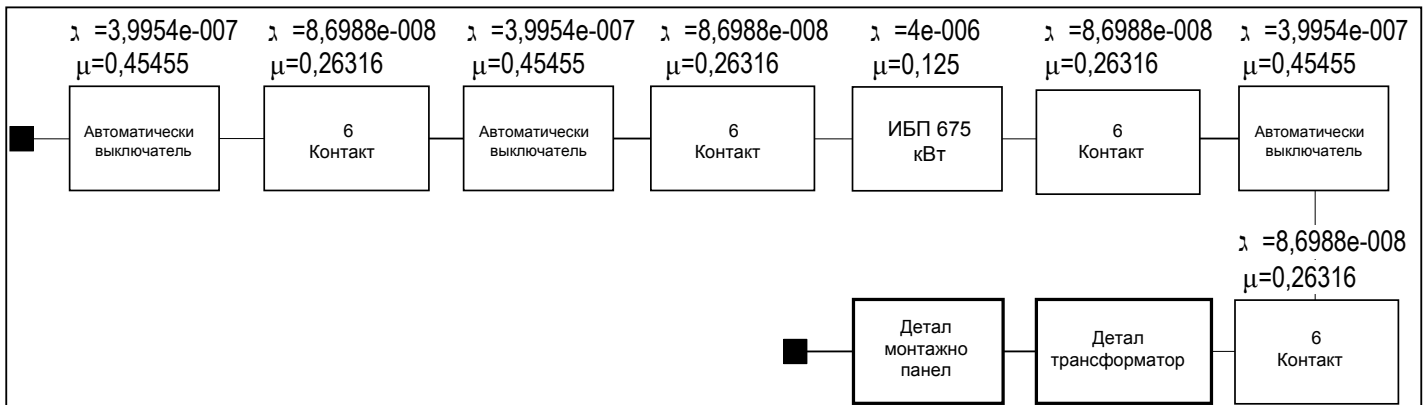 λ =3,9954e-007 λ =8,6988e-008 λ =3,9954e-007 λ =8,6988e-008 λ =4e-006 λ =8,6988e-008 λ =3,9954e-007
μ=0,45455 μ=0,26316 μ=0,45455 μ=0,26316 μ=0,125 μ=0,26316 μ=0,45455
Автоматически
выключатель
6
Контакт
Автоматически
выключатель
6
Контакт
ИБП 675
кВт
6
Контакт
Автоматически
выключатель
λ =8,6988e-008
μ=0,26316
Детал
монтажно
панел
Детал
трансформатор
6
Контакт